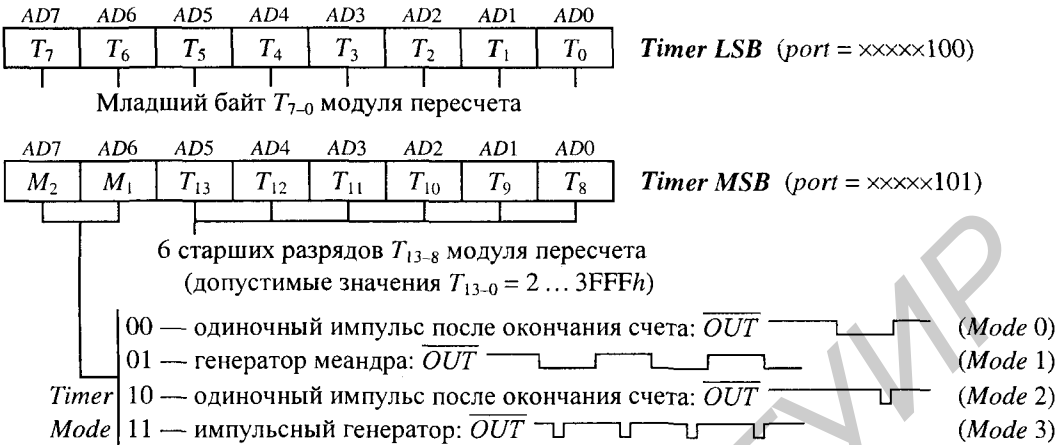 AD7 AD6 AD5 AD4 AD3 AD2 AD1 AD0
T₇ T₆ T₅ T₄ T₃ T₂ T₁ T₀ Timer LSB (port = ×××××100)
Младший байт T₇₋₀ модуля пересчета
AD7 AD6 AD5 AD4 AD3 AD2 AD1 AD0
M₂ M₁ T₁₃ T₁₂ T₁₁ T₁₀ T₉ T₈ Timer MSB (port = ×××××101)
6 старших разрядов T₁₃₋₈ модуля пересчета
(допустимые значения T₁₃₋₀ = 2 … 3FFFh)
00 — одиночный импульс после окончания счета: O̅U̅T̅ (Mode 0)
01 — генератор меандра: O̅U̅T̅ (Mode 1)
Timer 10 — одиночный импульс после окончания счета: O̅U̅T̅ (Mode 2)
Mode 11 — импульсный генератор: O̅U̅T̅ (Mode 3)